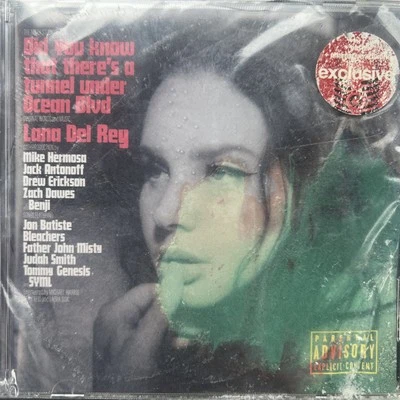 Did you know
that there's a
tunnel under
Ocean Blvd
Lana Del Rey
Mike Hermosa
Jack Antonoff
Drew Erickson
Zach Dawes
Benji
Jon Batiste
Bleachers
Father John Misty
Judah Smith
Tommy Genesis
SYML
exclusive
PARENTAL
ADVISORY
EXPLICIT CONTENT